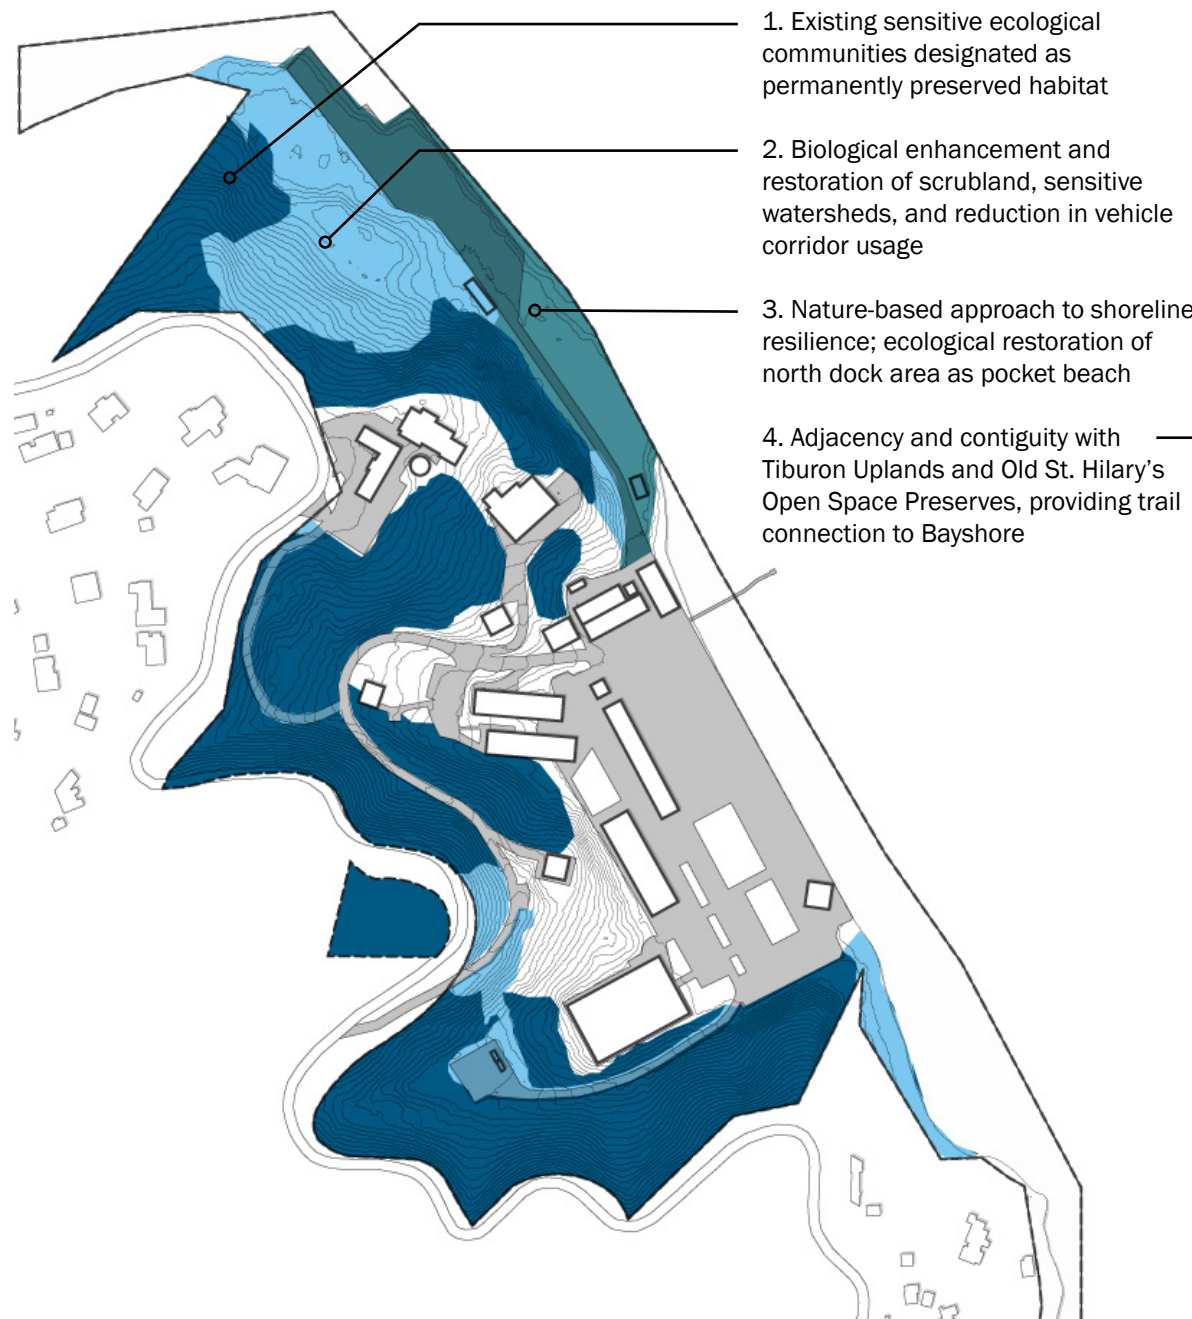 1. Existing sensitive ecological
communities designated as
permanently preserved habitat
2. Biological enhancement and
restoration of scrubland, sensitive
watersheds, and reduction in vehicle
corridor usage
3. Nature-based approach to shoreline
resilience; ecological restoration of
north dock area as pocket beach
4. Adjacency and contiguity with
Tiburon Uplands and Old St. Hilary’s
Open Space Preserves, providing trail
connection to Bayshore